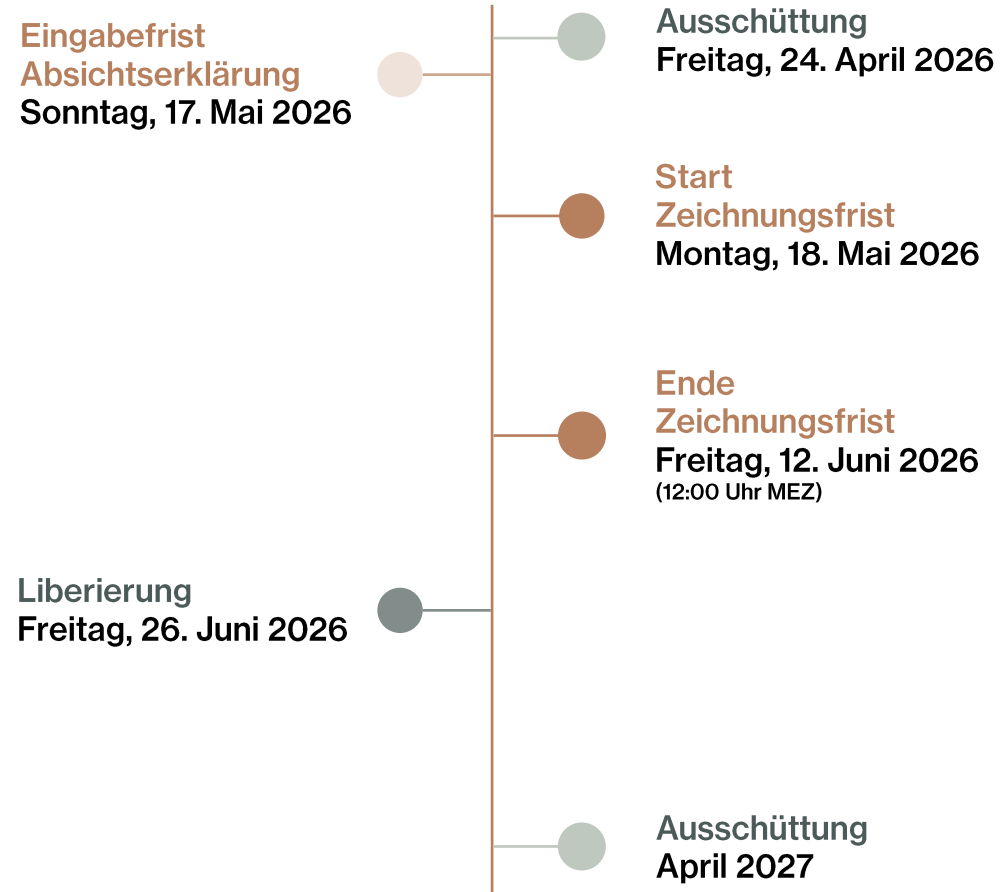 Ausschüttung
Freitag, 24. April 2026
Eingabefrist
Absichtserklärung
Sonntag, 17. Mai 2026
Start
Zeichnungsfrist
Montag, 18. Mai 2026
Ende
Zeichnungsfrist
Freitag, 12. Juni 2026
(12:00 Uhr MEZ)
Liberierung
Freitag, 26. Juni 2026
Ausschüttung
April 2027